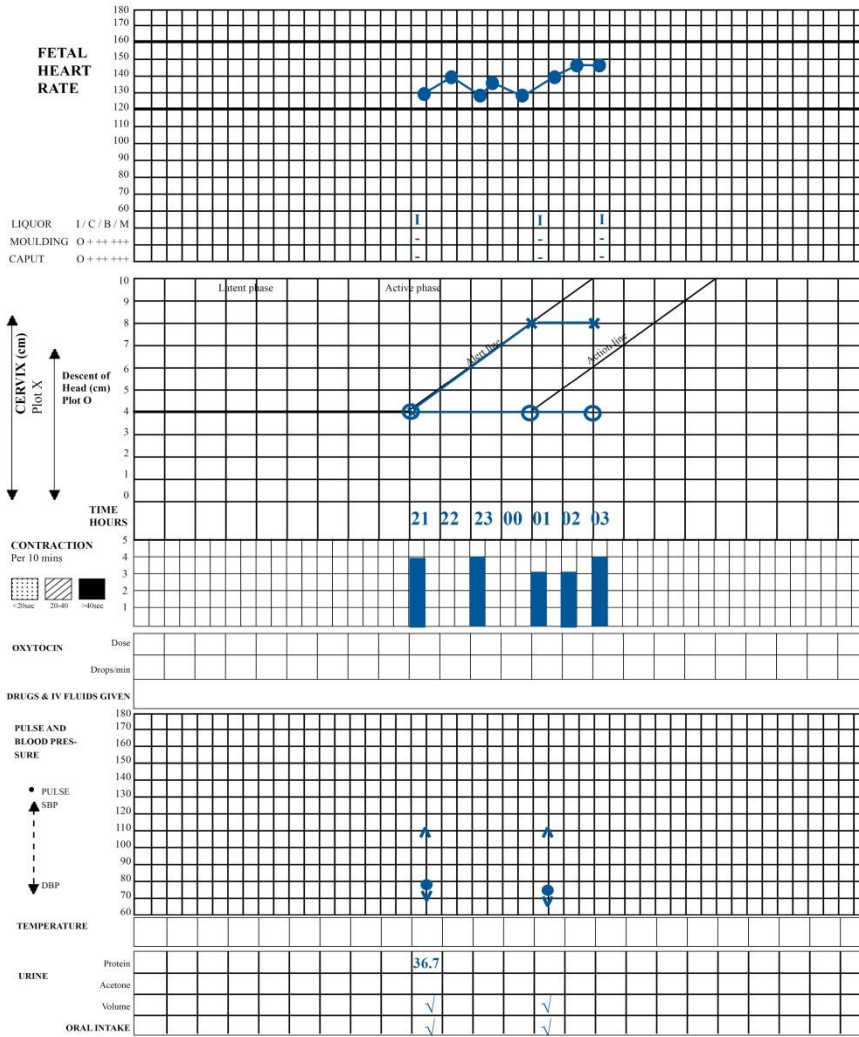 180
170
160
150
140
130
120
110
100
90
80
70
60
FETAL
HEART
RATE
LIQUOR I / C / B / M I I I
MOULDING O + ++ +++ - - -
CAPUT O + ++ +++ - - -
10
9
8
7
6
5
4
3
2
1
0
Latent phase Active phase
Alert line
Action line
CERVIX (cm)
Plot X
Descent of
Head (cm)
Plot O
TIME
HOURS
21 22 23 00 01 02 03
CONTRACTION
Per 10 mins
5
4
3
2
1
<20sec 20-40 >40sec
OXYTOCIN
Dose
Drops/min
DRUGS & IV FLUIDS GIVEN
PULSE AND
BLOOD PRES-
SURE
180
170
160
150
140
130
120
110
100
90
80
70
60
PULSE
SBP
DBP
TEMPERATURE
URINE
Protein 36.7
Acetone
Volume √ √
ORAL INTAKE √ √